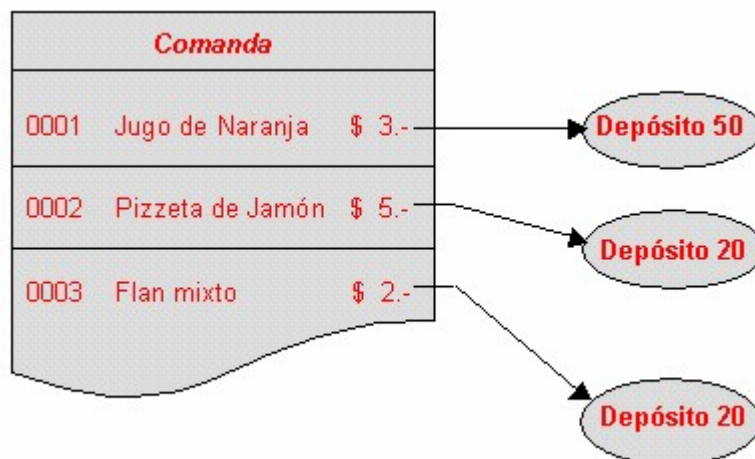 Comanda
0001 Jugo de Naranja $ 3.-
Depósito 50
0002 Pizzeta de Jamón $ 5.-
Depósito 20
0003 Flan mixto $ 2.-
Depósito 20